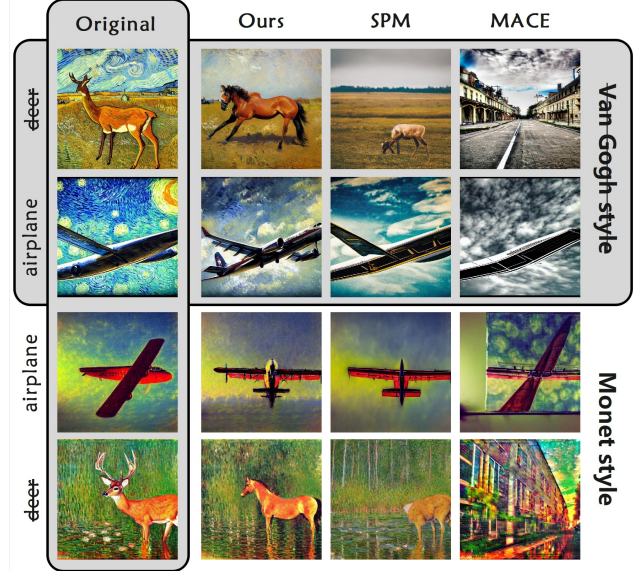 Original Ours SPM MACE
deer
airplane
Van Gogh style
airplane
deer
Monet style